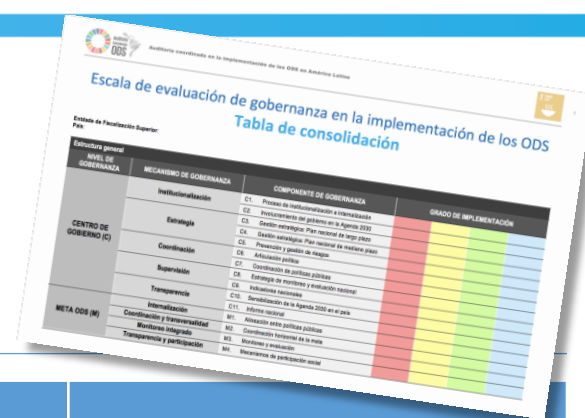 Auditoría
ODS
Auditoría coordinada en la implementación de los ODS en América Latina
Escala de evaluación de gobernanza en la implementación de los ODS
Tabla de consolidación
Entidad de Fiscalización Superior:
País:
Estructura general
NIVEL DE GOBERNANZA MECANISMO DE GOBERNANZA COMPONENTE DE GOBERNANZA GRADO DE IMPLEMENTACIÓN
CENTRO DE GOBIERNO (C)
Institucionalización
C1. Proceso de institucionalización e internalización
C2. Involucramiento del gobierno en la Agenda 2030
Estrategia
C3. Gestión estratégica: Plan nacional de largo plazo
C4. Gestión estratégica: Plan nacional de mediano plazo
C5. Prevención y gestión de riesgos
Coordinación
C6. Articulación política
C7. Coordinación de políticas públicas
Supervisión
C8. Estrategia de monitoreo y evaluación nacional
C9. Indicadores nacionales
Transparencia
C10. Sensibilización de la Agenda 2030 en el país
C11. Informe nacional
META ODS (M)
Internalización
M1. Alineación entre políticas públicas
Coordinación y transversalidad
M2. Coordinación horizontal de la meta
Monitoreo integrado
M3. Monitoreo y evaluación
Transparencia y participación
M4. Mecanismos de participación social